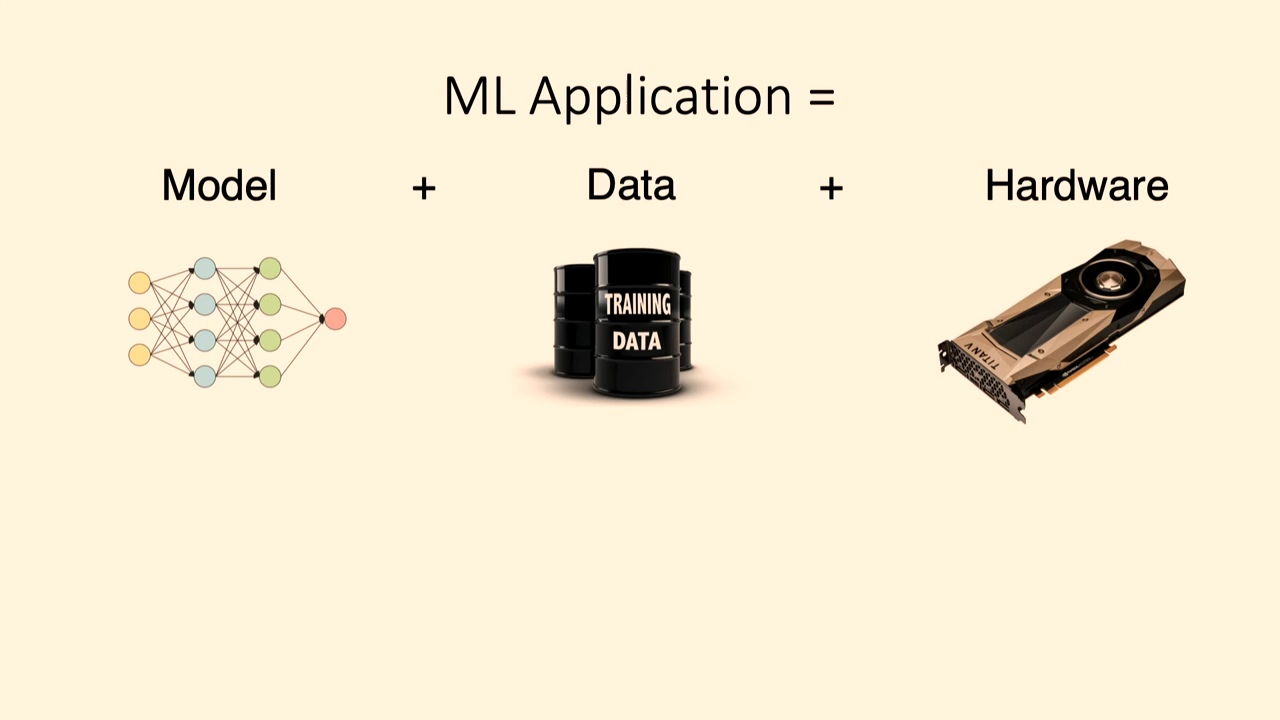 ML Application =
Model + Data + Hardware
TRAINING
DATA
TITAN V